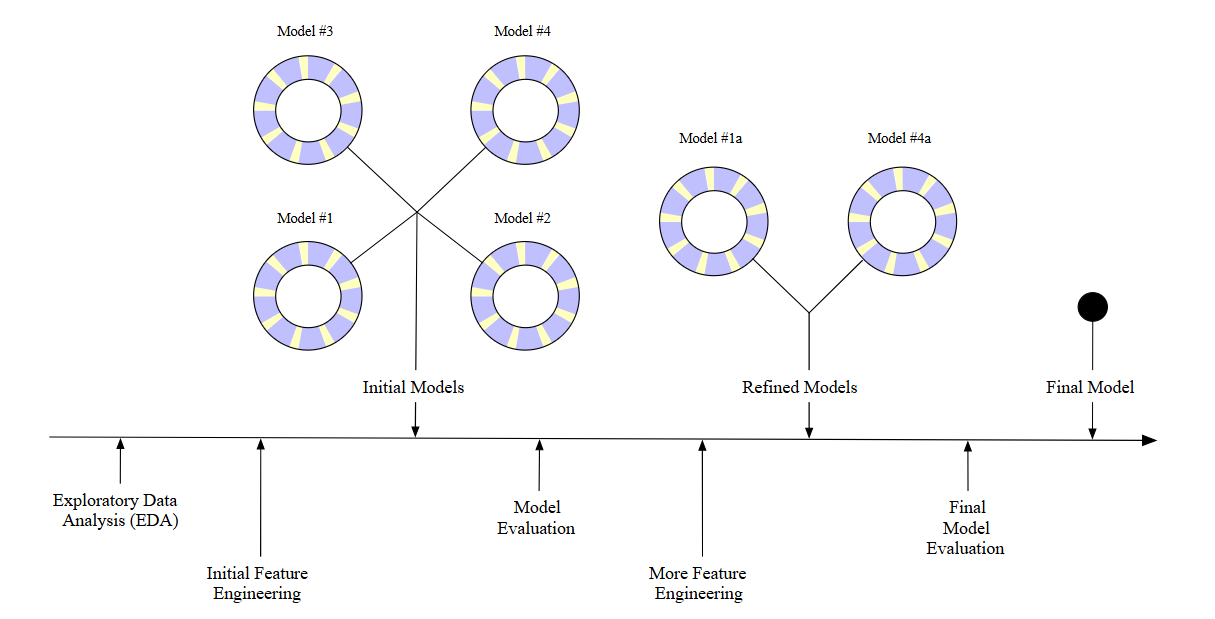 Model #3
Model #4
Model #1a
Model #4a
Model #1
Model #2
Initial Models
Refined Models
Final Model
Exploratory Data
Analysis (EDA)
Model
Evaluation
Final
Model
Evaluation
Initial Feature
Engineering
More Feature
Engineering